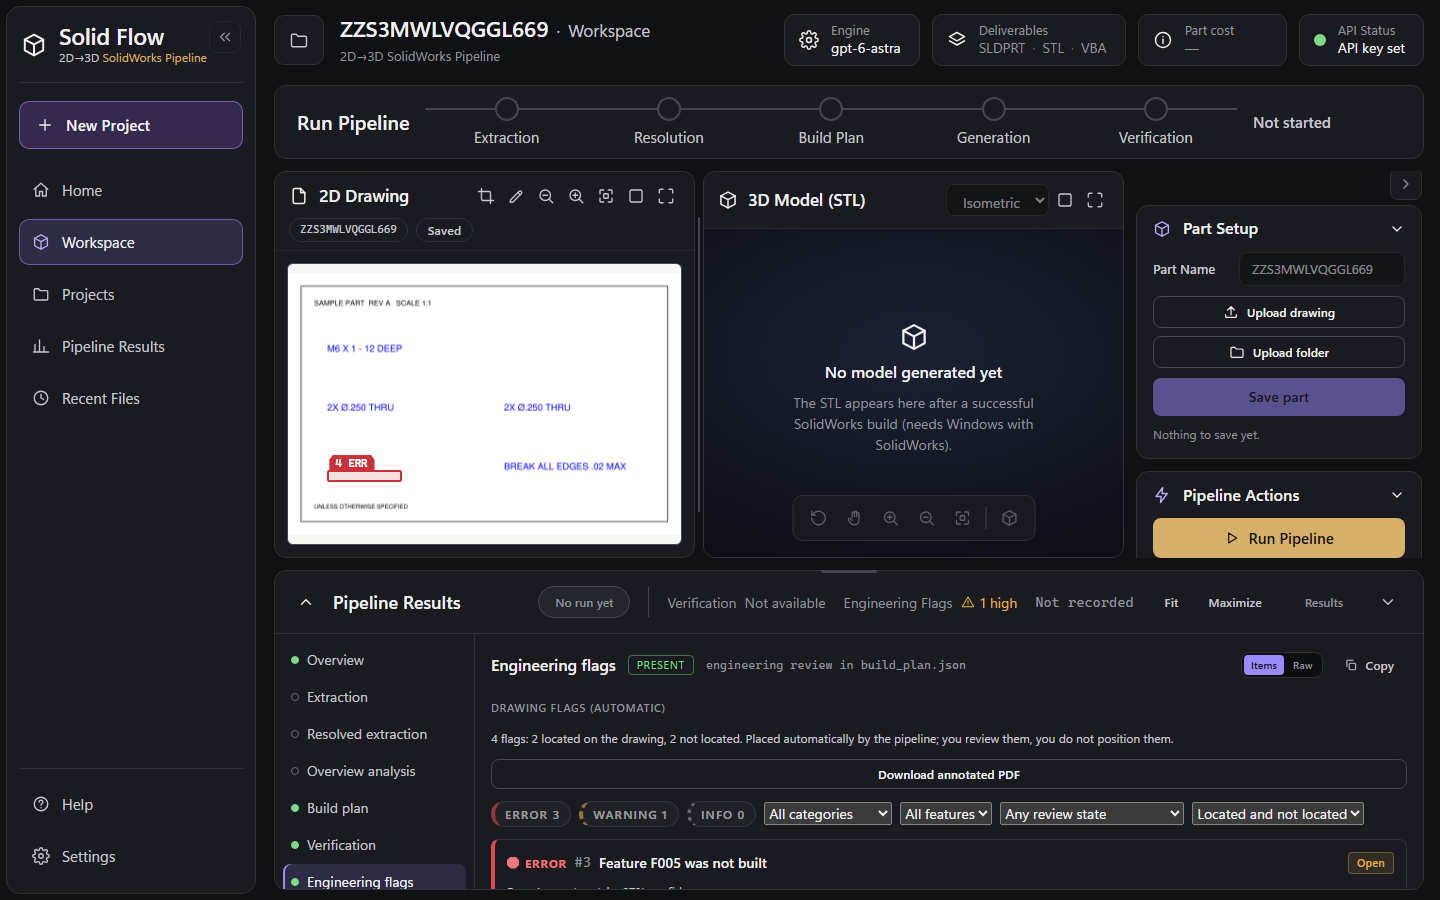 Solid Flow
2D→3D SolidWorks Pipeline
New Project
Home
Workspace
Projects
Pipeline Results
Recent Files
Help
Settings
ZZS3MWLVQGGL669 · Workspace
2D→3D SolidWorks Pipeline
Engine
gpt-6-astra
Deliverables
SLDPRT · STL · VBA
Part cost
—
API Status
API key set
Run Pipeline
Extraction
Resolution
Build Plan
Generation
Verification
Not started
2D Drawing
ZZS3MWLVQGGL669
Saved
SAMPLE PART REV A SCALE 1:1
M6 X 1 - 12 DEEP
2X Ø.250 THRU
2X Ø.250 THRU
4 ERR
BREAK ALL EDGES .02 MAX
UNLESS OTHERWISE SPECIFIED
3D Model (STL)
Isometric
No model generated yet
The STL appears here after a successful
SolidWorks build (needs Windows with
SolidWorks).
Part Setup
Part Name
ZZS3MWLVQGGL669
Upload drawing
Upload folder
Save part
Nothing to save yet.
Pipeline Actions
Run Pipeline
Pipeline Results
No run yet
Verification Not available
Engineering Flags 1 high
Not recorded
Fit
Maximize
Results
Overview
Extraction
Resolved extraction
Overview analysis
Build plan
Verification
Engineering flags
Engineering flags
PRESENT
engineering review in build_plan.json
Items
Raw
Copy
DRAWING FLAGS (AUTOMATIC)
4 flags: 2 located on the drawing, 2 not located. Placed automatically by the pipeline; you review them, you do not position them.
Download annotated PDF
ERROR 3
WARNING 1
INFO 0
All categories
All features
Any review state
Located and not located
ERROR #3 Feature F005 was not built
Open